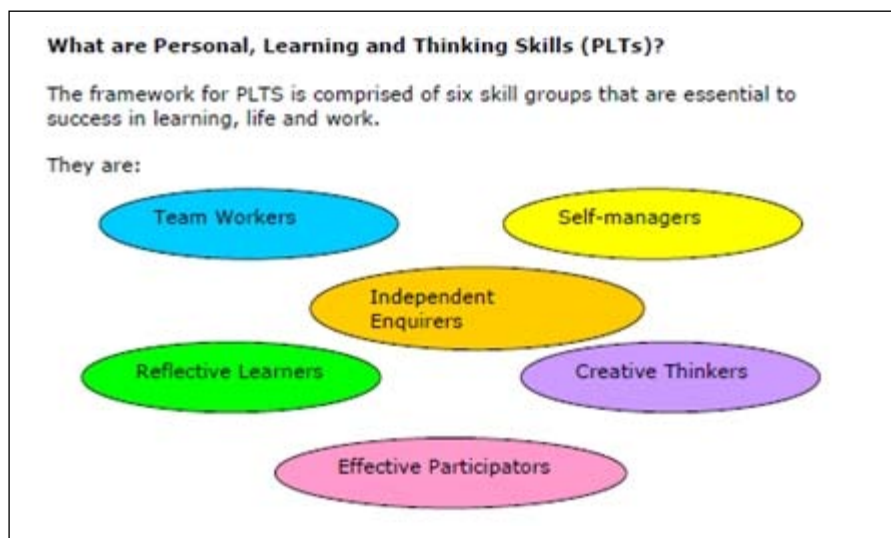 What are Personal, Learning and Thinking Skills (PLTs)?
The framework for PLTS is comprised of six skill groups that are essential to
success in learning, life and work.
They are:
Team Workers
Self-managers
Independent
Enquirers
Reflective Learners
Creative Thinkers
Effective Participators